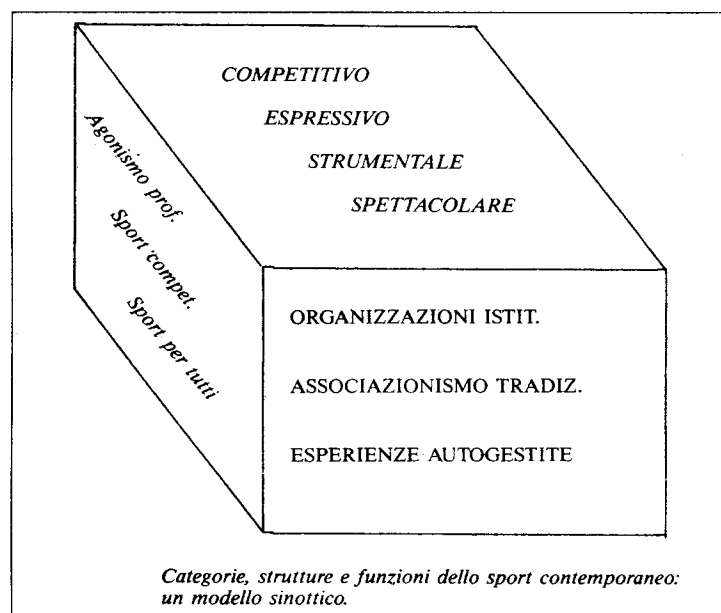 COMPETITIVO
ESPRESSIVO
STRUMENTALE
SPETTACOLARE
Agonismo prof.
Sport compet.
Sport per tutti
ORGANIZZAZIONI ISTIT.
ASSOCIAZIONISMO TRADIZ.
ESPERIENZE AUTOGESTITE
Categorie, strutture e funzioni dello sport contemporaneo:
un modello sinottico.